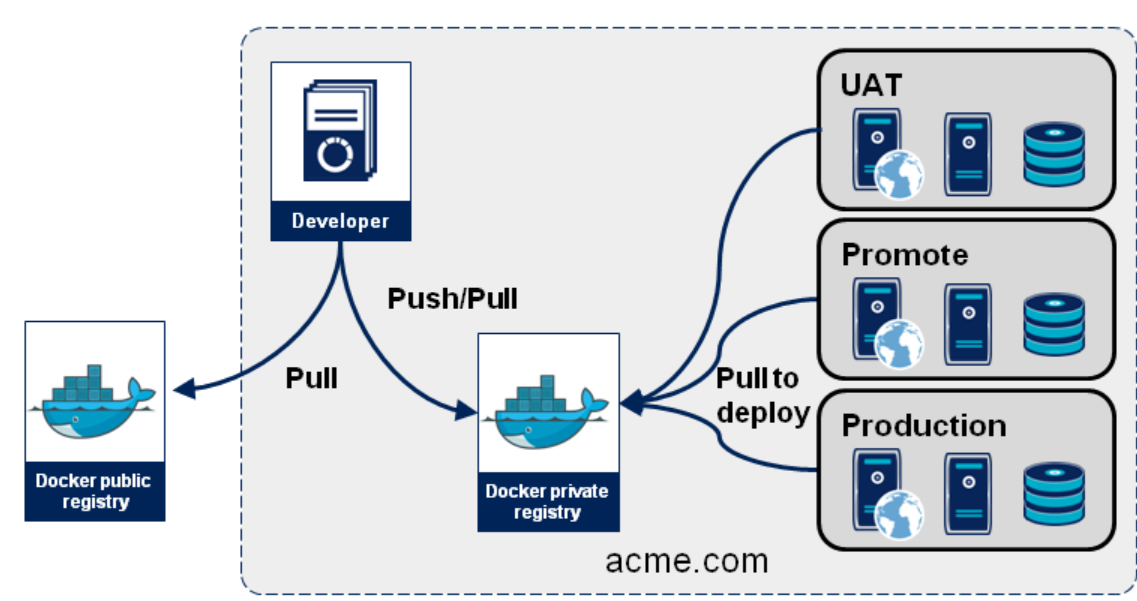 UAT
Developer
Promote
Push/Pull
Pull
Pull to
deploy
Production
Docker public
registry
Docker private
registry
acme.com